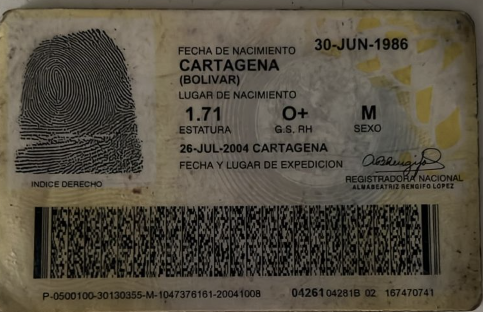 FECHA DE NACIMIENTO 30-JUN-1986
CARTAGENA
(BOLIVAR)
LUGAR DE NACIMIENTO
1.71 O+ M
ESTATURA G.S. RH SEXO
26-JUL-2004 CARTAGENA
FECHA Y LUGAR DE EXPEDICION
REGISTRADORA NACIONAL
ALMABEATRIZ RENGIFO LOPEZ
INDICE DERECHO
P-0500100-30130355-M-1047376161-20041008 04261 04281B 02 167470741